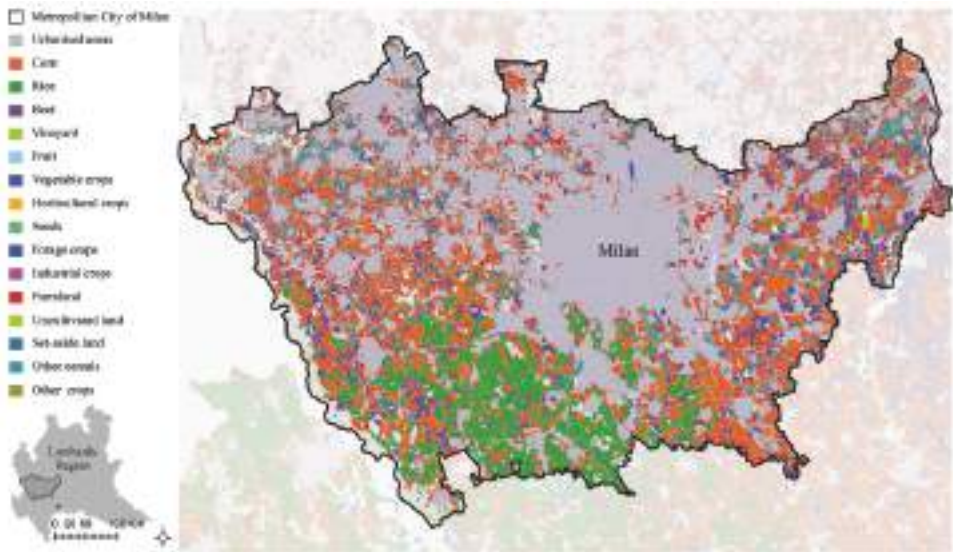 Metropolitan City of Milan
Urbanised areas
Corn
Rice
Beet
Vineyard
Fruit
Vegetable crops
Horticultural crops
Seeds
Forage crops
Industrial crops
Farmland
Uncultivated land
Set-aside land
Other cereals
Other crops
Milan
Lombardy
Region